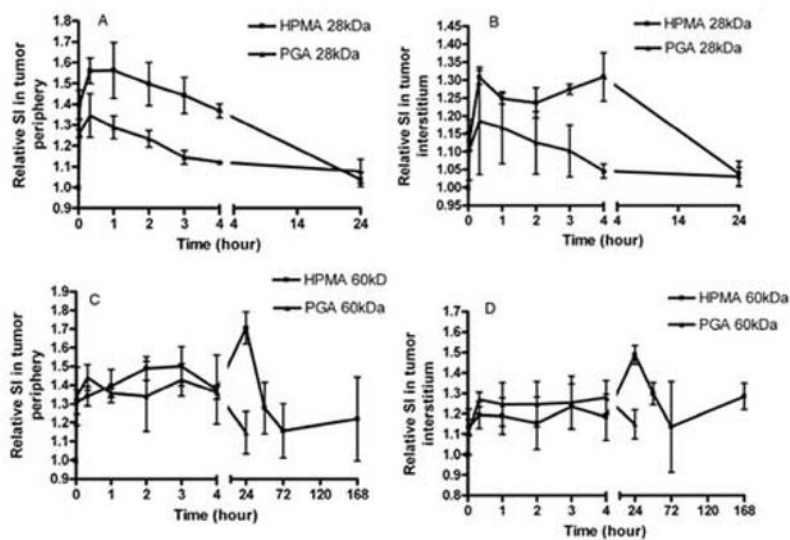 A
HPMA 28kDa
PGA 28kDa
1.8
1.7
1.6
1.5
1.4
1.3
1.2
1.1
1.0
0.9
Relative SI in tumor
periphery
0 1 2 3 4 4 14 24
Time (hour)
B
HPMA 28kDa
PGA 28kDa
1.45
1.40
1.35
1.30
1.25
1.20
1.15
1.10
1.05
1.00
0.95
Relative SI in tumor
interstitium
0 1 2 3 4 4 14 24
Time (hour)
C
HPMA 60kD
PGA 60kDa
1.9
1.8
1.7
1.6
1.5
1.4
1.3
1.2
1.1
1.0
0.9
Relative SI in tumor
periphery
0 1 2 3 4 24 72 120 168
Time (hour)
D
HPMA 60kDa
PGA 60kDa
1.7
1.6
1.5
1.4
1.3
1.2
1.1
1.0
0.9
0.8
Relative SI in tumor
interstitium
0 1 2 3 4 24 72 120 168
Time (hour)